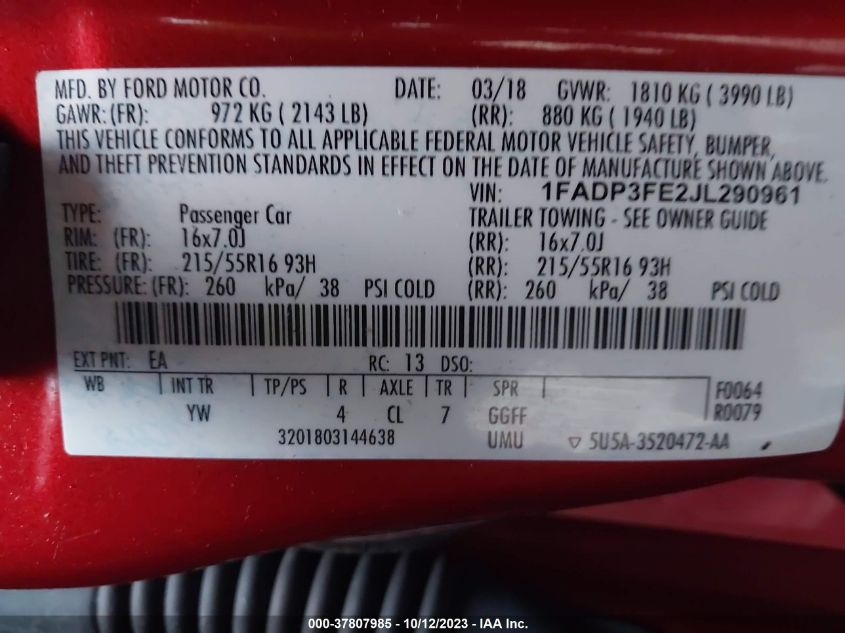 MFD. BY FORD MOTOR CO. DATE: 03/18 GVWR: 1810 KG ( 3990 LB)
GAWR:(FR): 972 KG ( 2143 LB) (RR): 880 KG ( 1940 LB)
THIS VEHICLE CONFORMS TO ALL APPLICABLE FEDERAL MOTOR VEHICLE SAFETY, BUMPER,
AND THEFT PREVENTION STANDARDS IN EFFECT ON THE DATE OF MANUFACTURE SHOWN ABOVE.
VIN: 1FADP3FE2JL290961
TYPE: Passenger Car TRAILER TOWING - SEE OWNER GUIDE
RIM: (FR): 16x7.0J (RR): 16x7.0J
TIRE: (FR): 215/55R16 93H (RR): 215/55R16 93H
PRESSURE: (FR): 260 kPa/ 38 PSI COLD (RR): 260 kPa/ 38 PSI COLD
EXT PNT: EA RC: 13 DSO:
WB INT TR TP/PS R AXLE TR SPR F0064
YW 4 CL 7 GGFF R0079
3201803144638 UMU ▽ 5U5A-3520472-AA
000-37807985 - 10/12/2023 - IAA Inc.